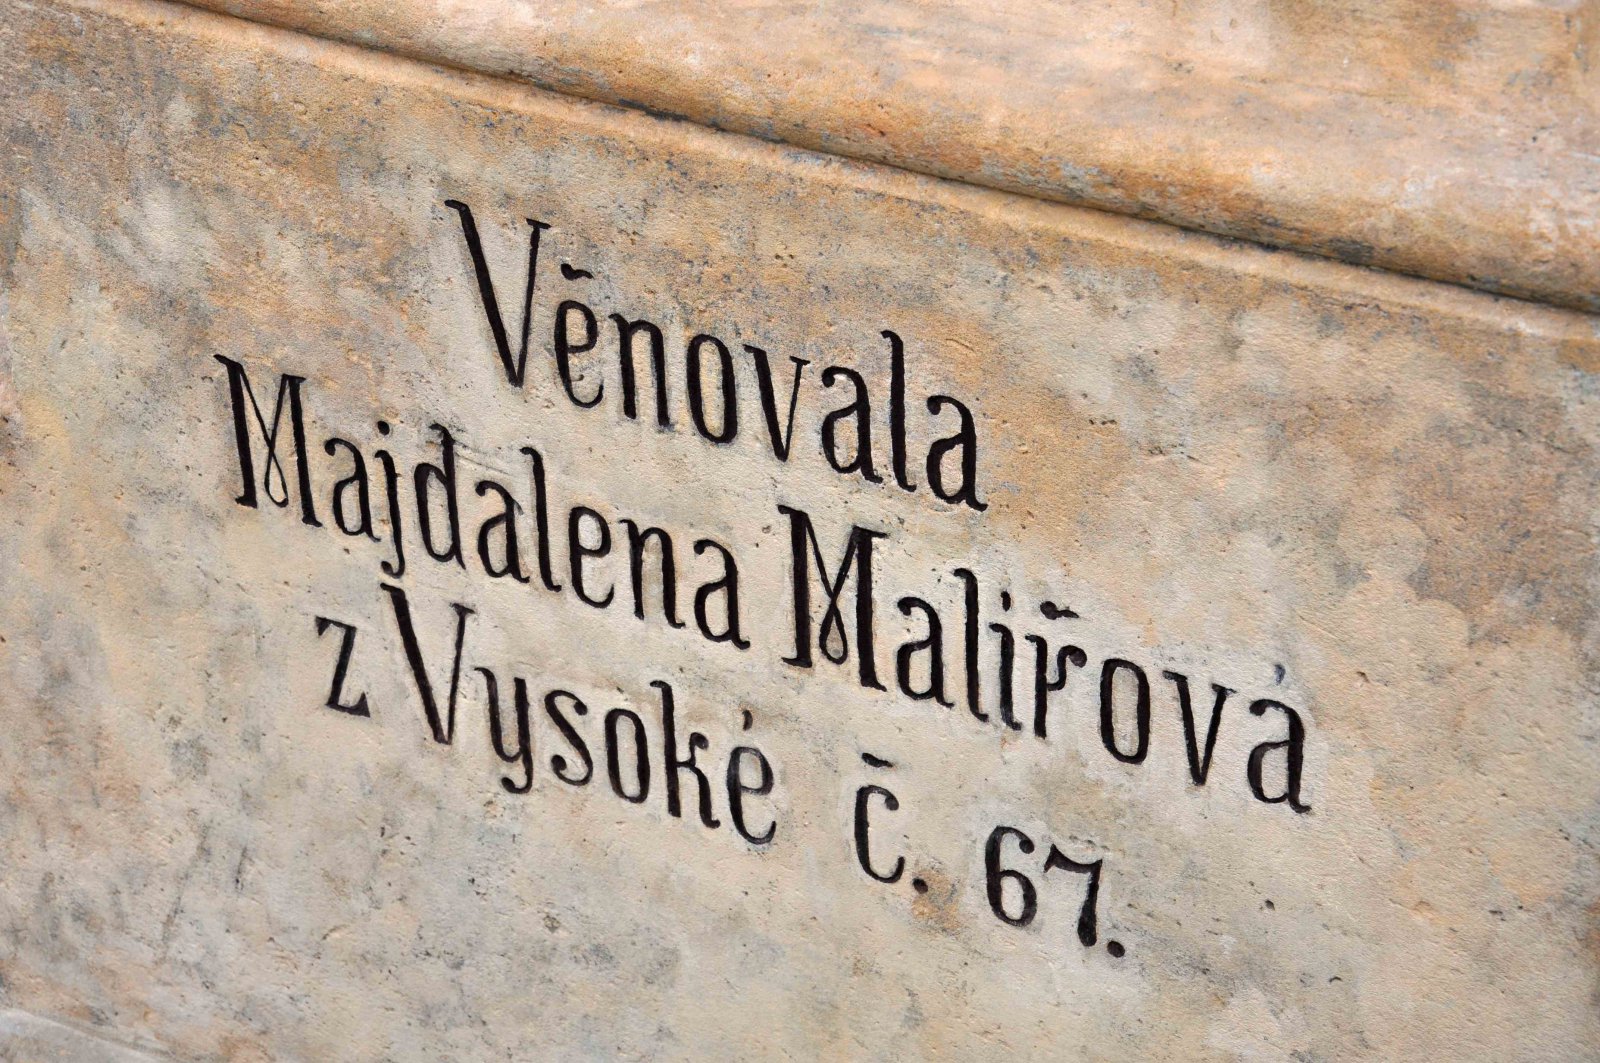 Věnovala
Majdalena Malířová
z Vysoké č. 67.